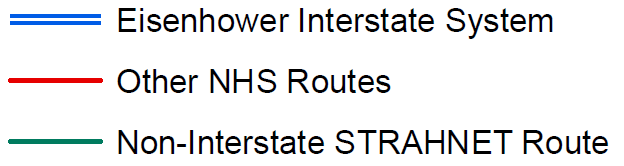 Eisenhower Interstate System
Other NHS Routes
Non-Interstate STRAHNET Route